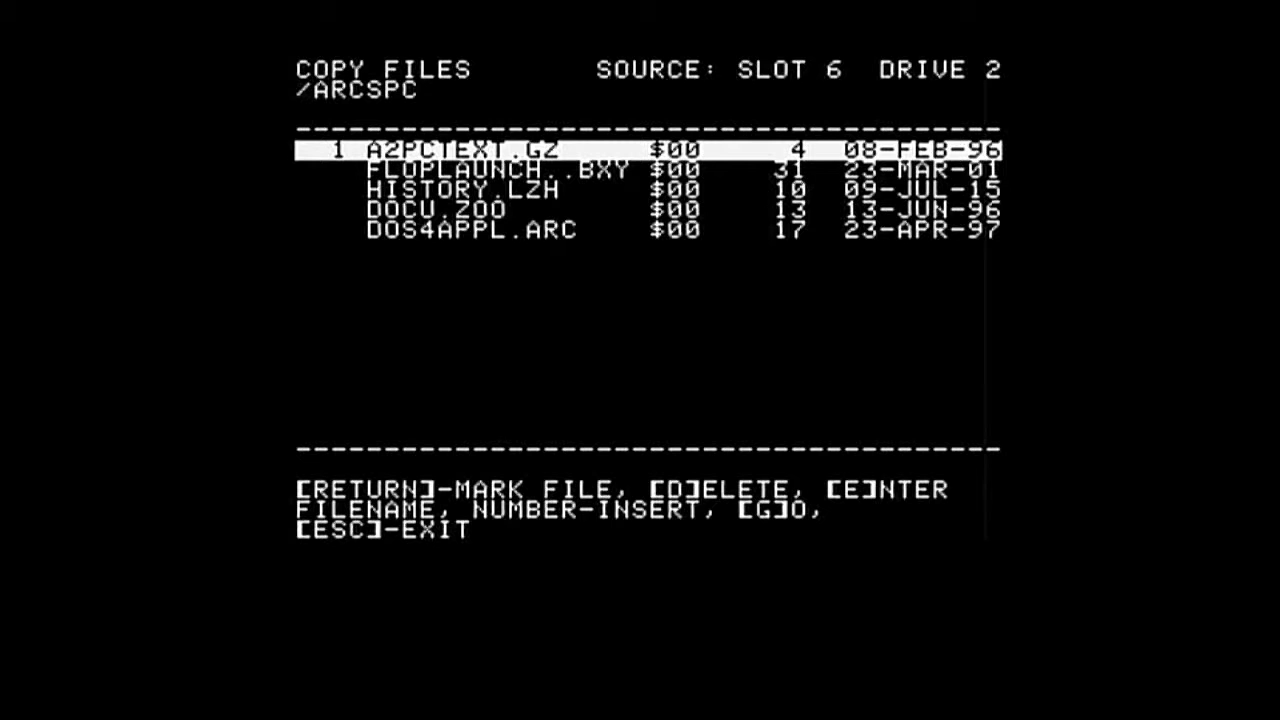 COPY FILES SOURCE: SLOT 6 DRIVE 2
/ARCSPC
----------------------------------------
1 A2PCTEXT.GZ $00 4 08-FEB-96
FLOPLAUNCH..BXY $00 31 23-MAR-01
HISTORY.LZH $00 10 09-JUL-15
DOCU.ZOO $00 13 13-JUN-96
DOS4APPL.ARC $00 17 23-APR-97
----------------------------------------
[RETURN]-MARK FILE, [D]ELETE, [E]NTER
FILENAME, NUMBER-INSERT, [G]O,
[ESC]-EXIT